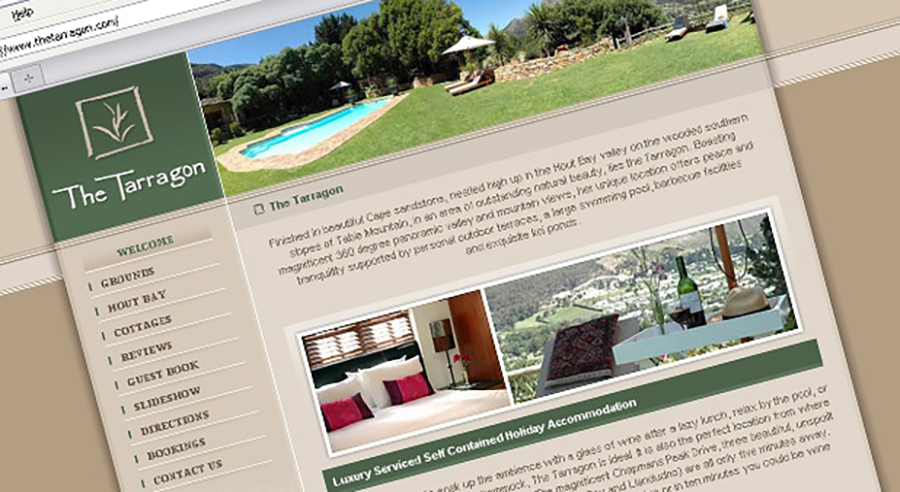 Help
//www.thetarragon.com/
The Tarragon
WELCOME
GROUNDS
HOUT BAY
COTTAGES
REVIEWS
GUEST BOOK
SLIDESHOW
DIRECTIONS
BOOKINGS
CONTACT US
The Tarragon
Finished in beautiful Cape sandstone, nestled high up in the Hout Bay valley on the wooded southern
slopes of Table Mountain, in an area of outstanding natural beauty, lies the Tarragon. Boasting
magnificent 360 degree panoramic valley and mountain views, her unique location offers peace and
tranquility supported by personal outdoor terraces, a large swimming pool, barbecue facilities
and exquisite koi ponds.
Luxury Serviced Self Contained Holiday Accommodation
soak up the ambience with a glass of wine after a lazy lunch, relax by the pool, or
hammock, The Tarragon is ideal. It is also the perfect location from where
The magnificent Chapmans Peak Drive, three beautiful, unspoilt
Bay and Llandudno) are all only five minutes away.
or in ten minutes you could be wine